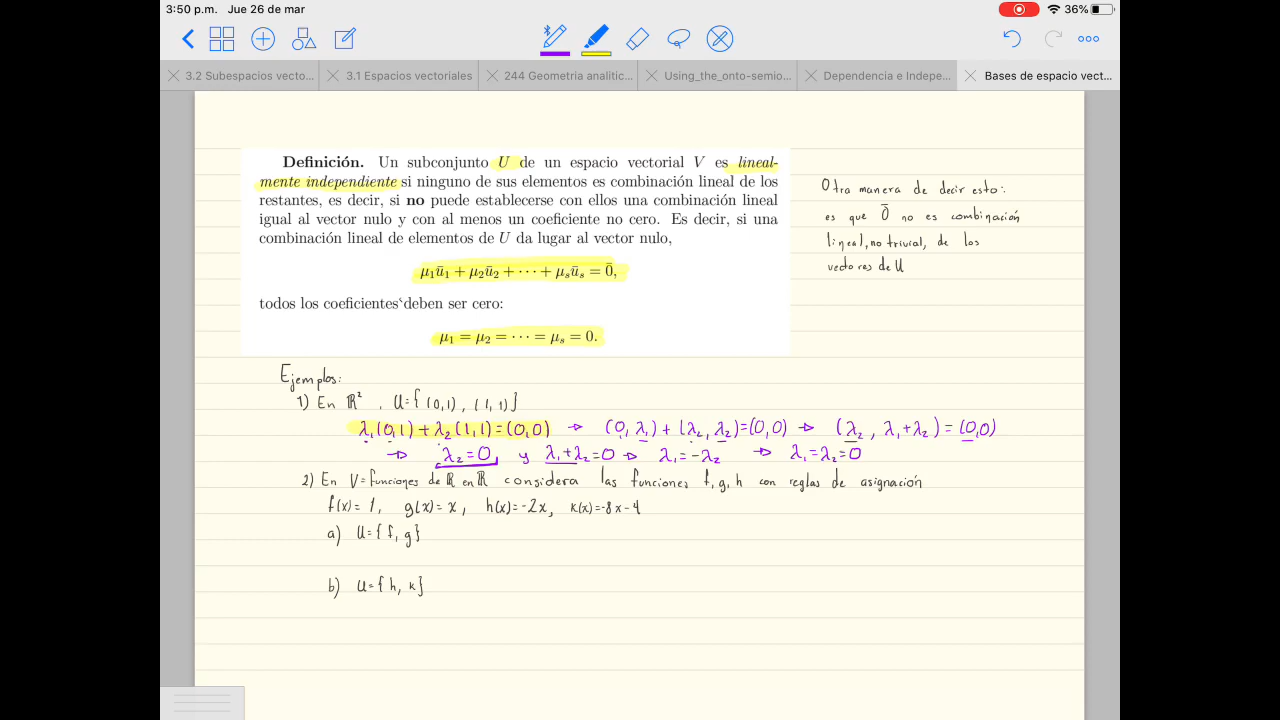 3:50 p.m. Jue 26 de mar
36%
3.2 Subespacios vecto...
3.1 Espacios vectoriales
244 Geometria analític...
Using_the_onto-semio...
Dependencia e Indepe...
Bases de espacio vect...
Definición. Un subconjunto U de un espacio vectorial V es lineal-
mente independiente si ninguno de sus elementos es combinación lineal de los
restantes, es decir, si no puede establecerse con ellos una combinación lineal
igual al vector nulo y con al menos un coeficiente no cero. Es decir, si una
combinación lineal de elementos de U da lugar al vector nulo,
μ₁ū₁ + μ₂ū₂ + ··· + μₛūₛ = 0̄,
todos los coeficientes deben ser cero:
μ₁ = μ₂ = ··· = μₛ = 0.
Otra manera de decir esto:
es que 0̄ no es combinación
lineal, no trivial, de los
vectores de U
Ejemplos:
1) En ℝ², U={(0,1), (1,1)}
λ₁(0,1)+λ₂(1,1)=(0,0) → (0,λ₁)+(λ₂,λ₂)=(0,0) → (λ₂, λ₁+λ₂)=(0,0)
→ λ₂=0, y λ₁+λ₂=0 → λ₁=-λ₂ → λ₁=λ₂=0
2) En V=funciones de ℝ en ℝ considera las funciones f,g,h con reglas de asignación
f(x)=1, g(x)=x, h(x)=-2x, k(x)=-8x-4
a) U={f, g}
b) U={h, k}